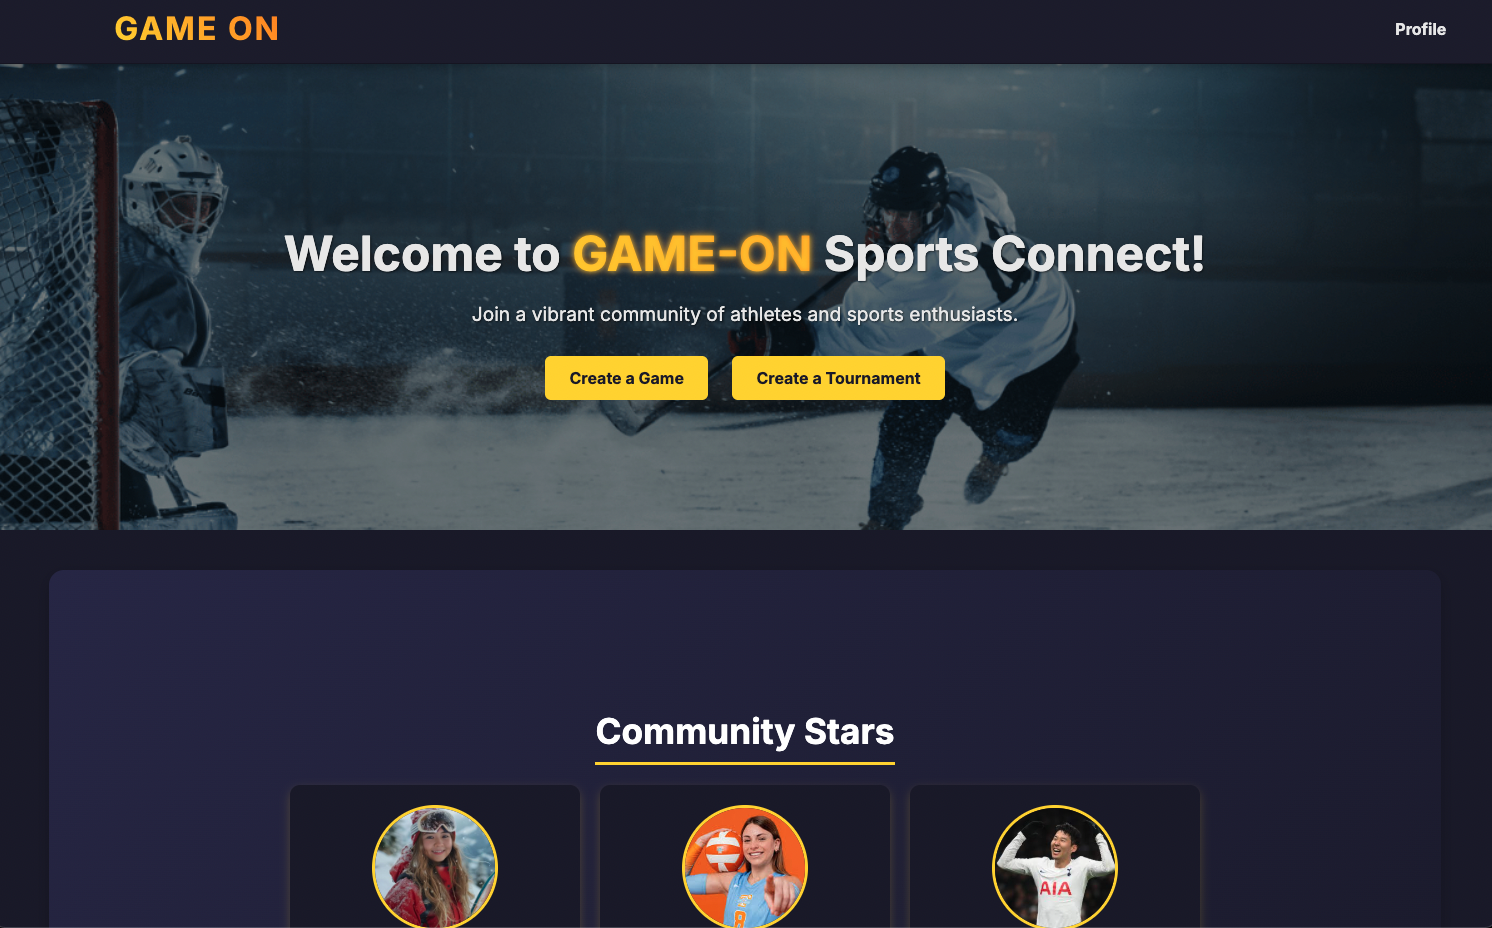 GAME ON
Profile
Welcome to GAME-ON Sports Connect!
Join a vibrant community of athletes and sports enthusiasts.
Create a Game
Create a Tournament
Community Stars
AIA